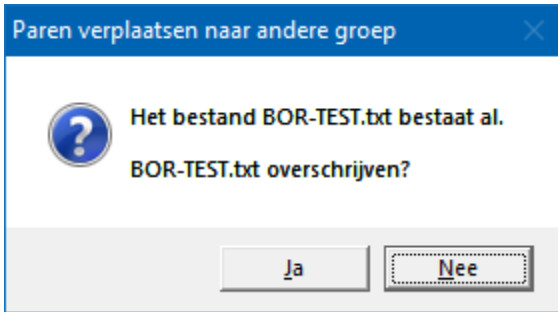 Paren verplaatsen naar andere groep
Het bestand BOR-TEST.txt bestaat al.
BOR-TEST.txt overschrijven?
Ja
Nee